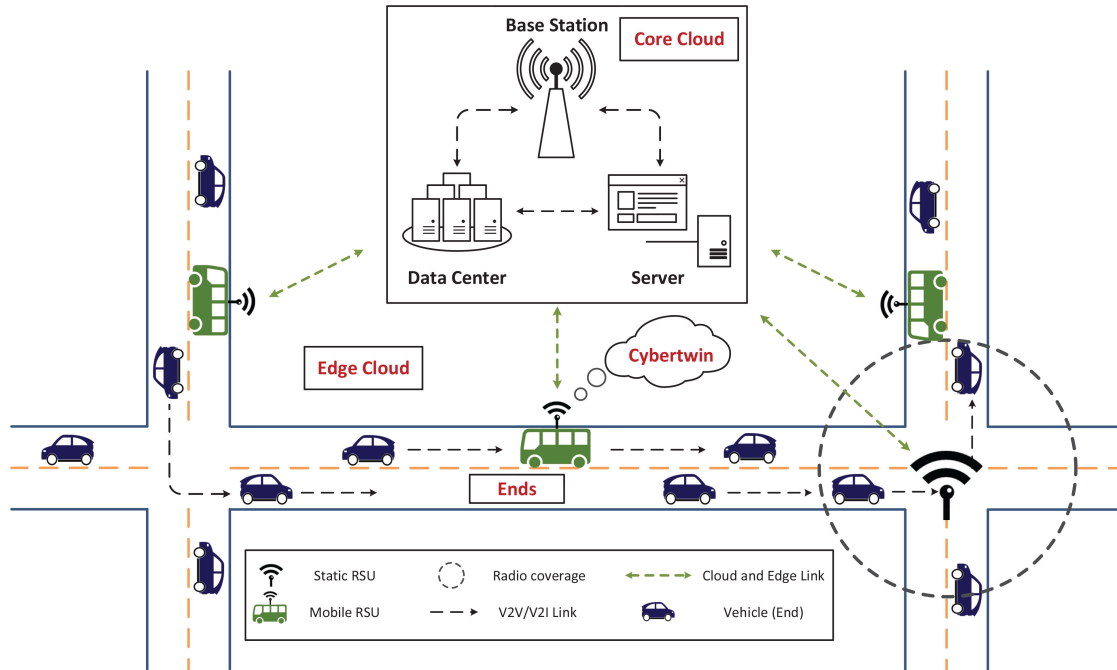 Base Station
Core Cloud
Data Center
Server
Edge Cloud
Cybertwin
Ends
Static RSU
Radio coverage
Cloud and Edge Link
Mobile RSU
V2V/V2I Link
Vehicle (End)